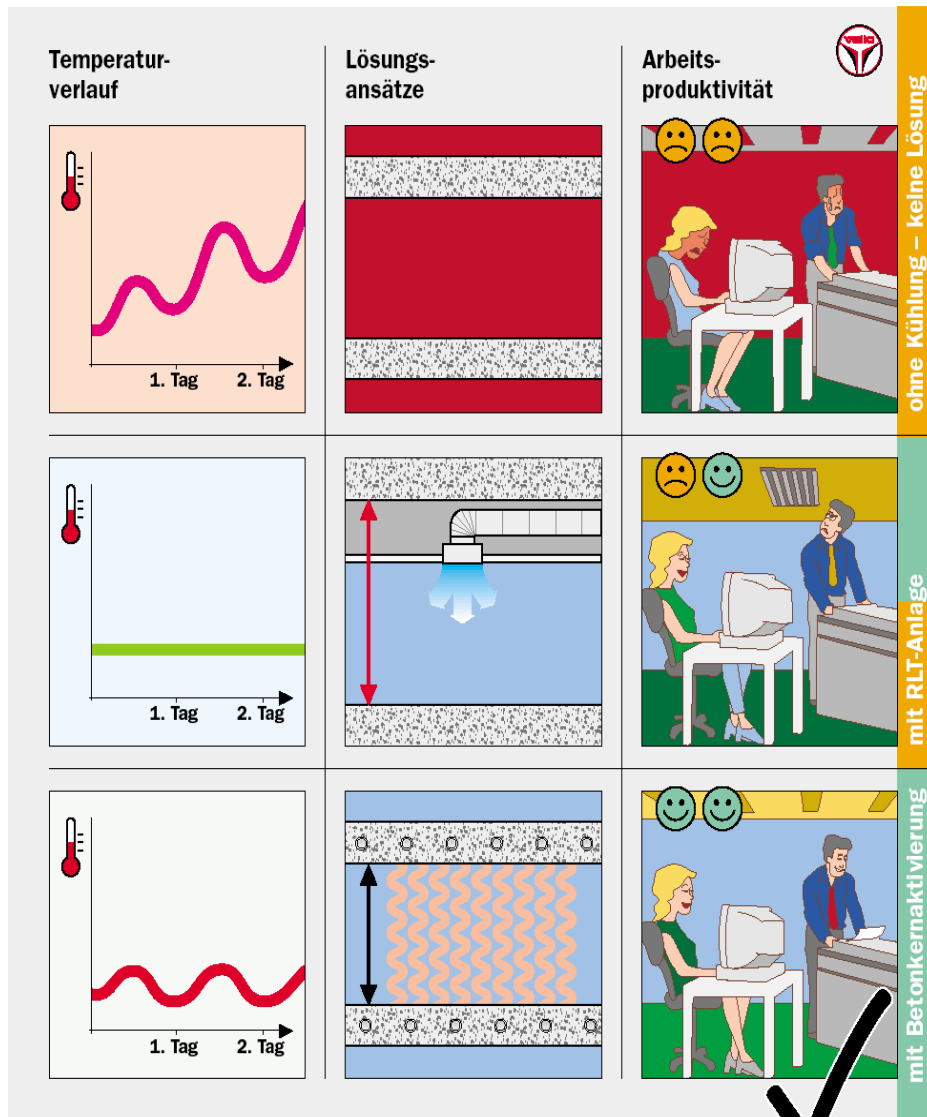 Temperatur-
verlauf
Lösungs-
ansätze
Arbeits-
produktivität
velta
1. Tag
2. Tag
ohne Kühlung – keine Lösung
1. Tag
2. Tag
mit RLT-Anlage
1. Tag
2. Tag
mit Betonkernaktivierung